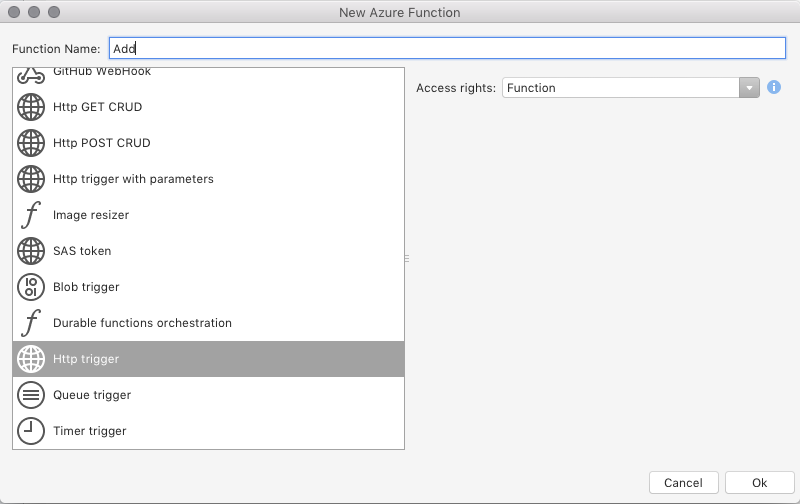 New Azure Function
Function Name: Add
GitHub WebHook
Access rights: Function
Http GET CRUD
Http POST CRUD
Http trigger with parameters
Image resizer
SAS token
Blob trigger
Durable functions orchestration
Http trigger
Queue trigger
Timer trigger
Cancel Ok